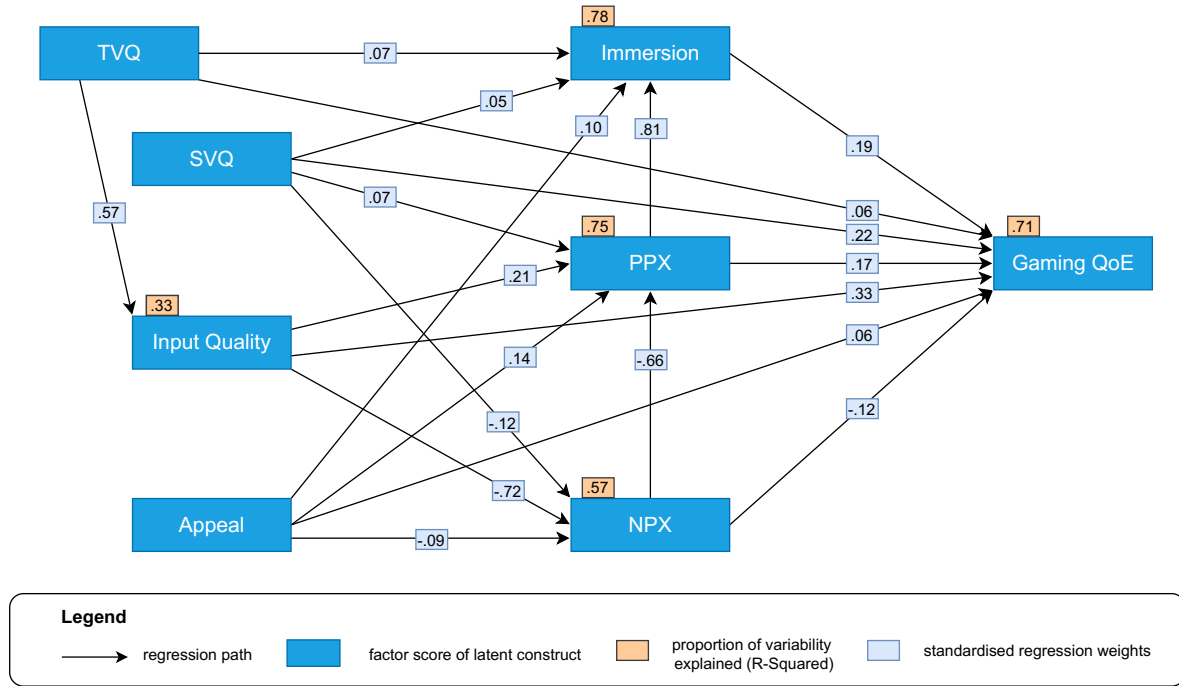 .78
TVQ
.07
Immersion
.05
.10
.81
SVQ
.19
.07
.57
.06
.75
.22
.71
PPX
.17
Gaming QoE
.21
.33
.33
Input Quality
.06
.14
-.66
-.12
-.12
-.72
.57
Appeal
NPX
-.09
Legend
regression path
factor score of latent construct
proportion of variability
explained (R-Squared)
standardised regression weights